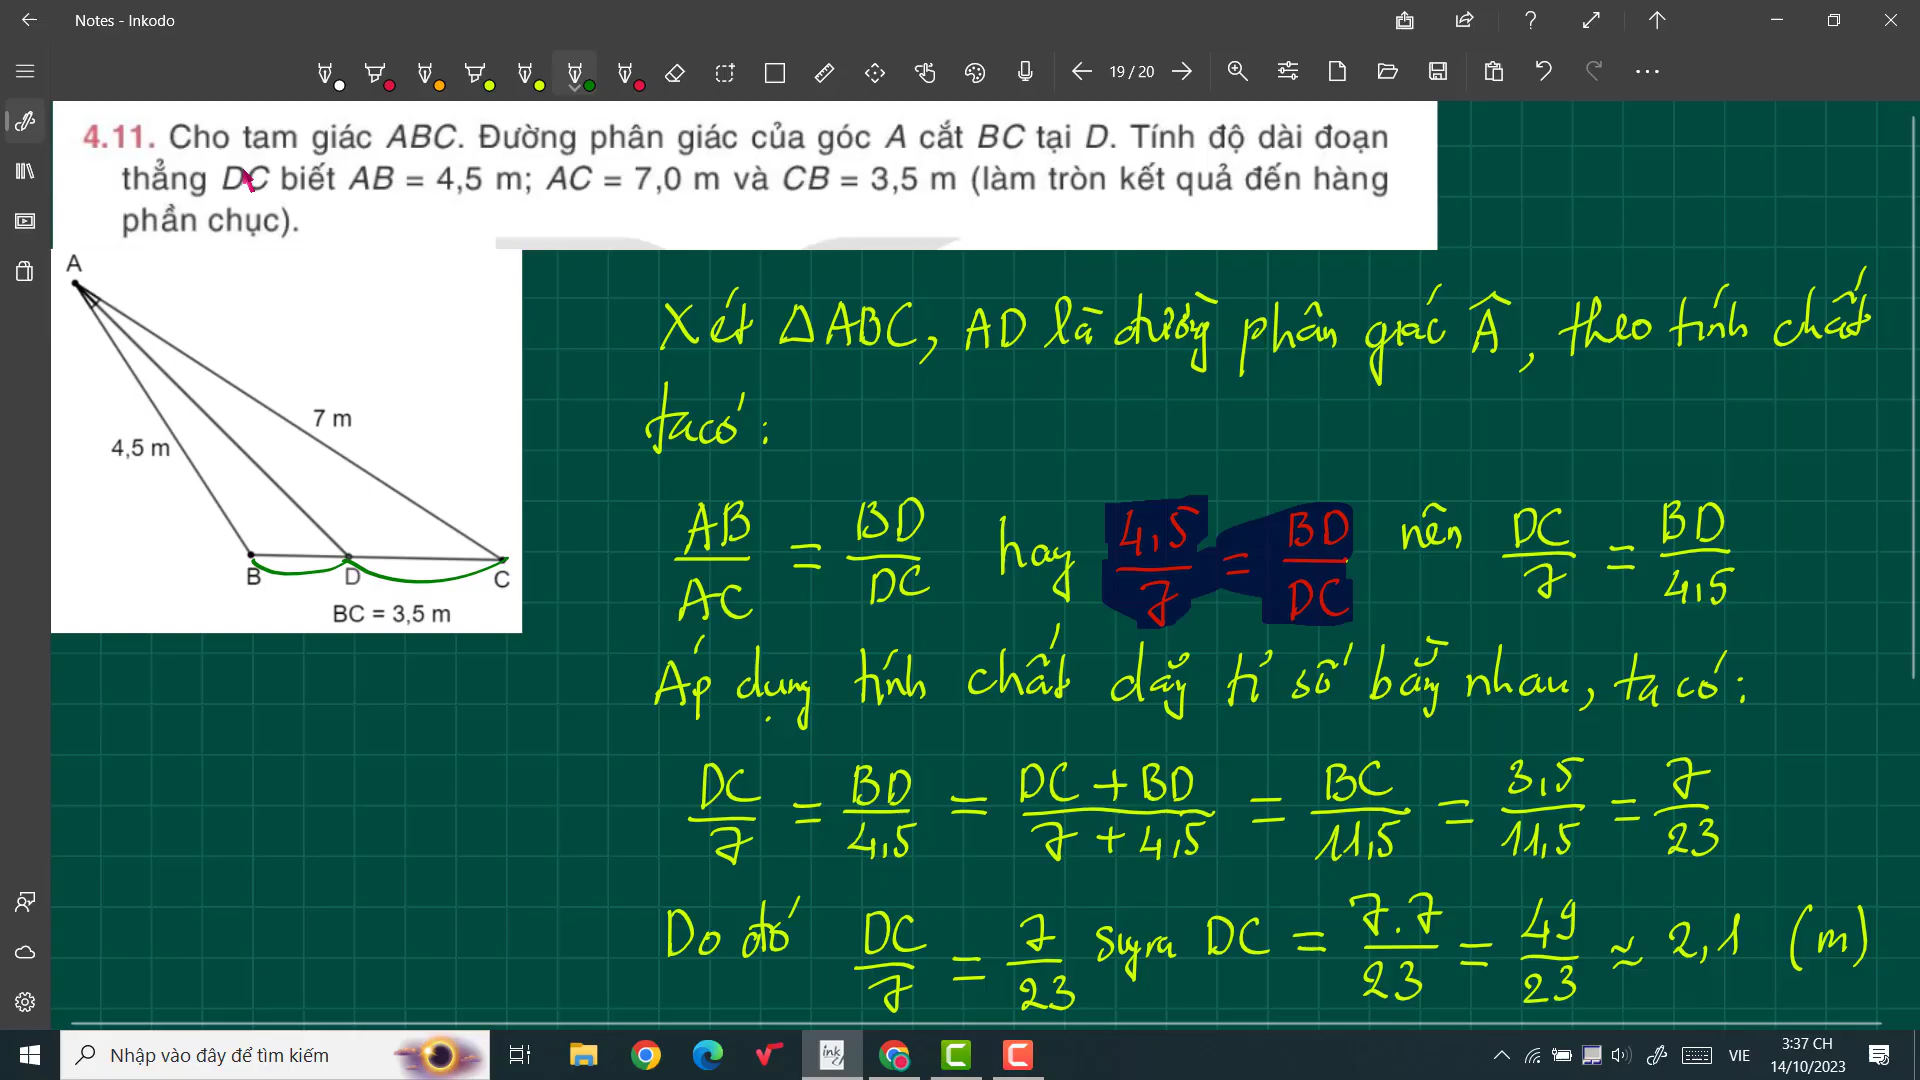 Notes - Inkodo
19 / 20
4.11. Cho tam giác ABC. Đường phân giác của góc A cắt BC tại D. Tính độ dài đoạn
thẳng DC biết AB = 4,5 m; AC = 7,0 m và CB = 3,5 m (làm tròn kết quả đến hàng
phần chục).
A
7 m
4,5 m
B
D
C
BC = 3,5 m
Xét △ABC, AD là đường phân giác Â, theo tính chất
ta có:
AB/AC = BD/DC hay 4,5/7 = BD/DC nên DC/7 = BD/4,5
Áp dụng tính chất dãy tỉ số bằng nhau, ta có:
DC/7 = BD/4,5 = DC + BD/7 + 4,5 = BC/11,5 = 3,5/11,5 = 7/23
Do đó DC/7 = 7/23 suy ra DC = 7.7/23 = 49/23 ≈ 2,1 (m)
Nhập vào đây để tìm kiếm
VIE
3:37 CH
14/10/2023